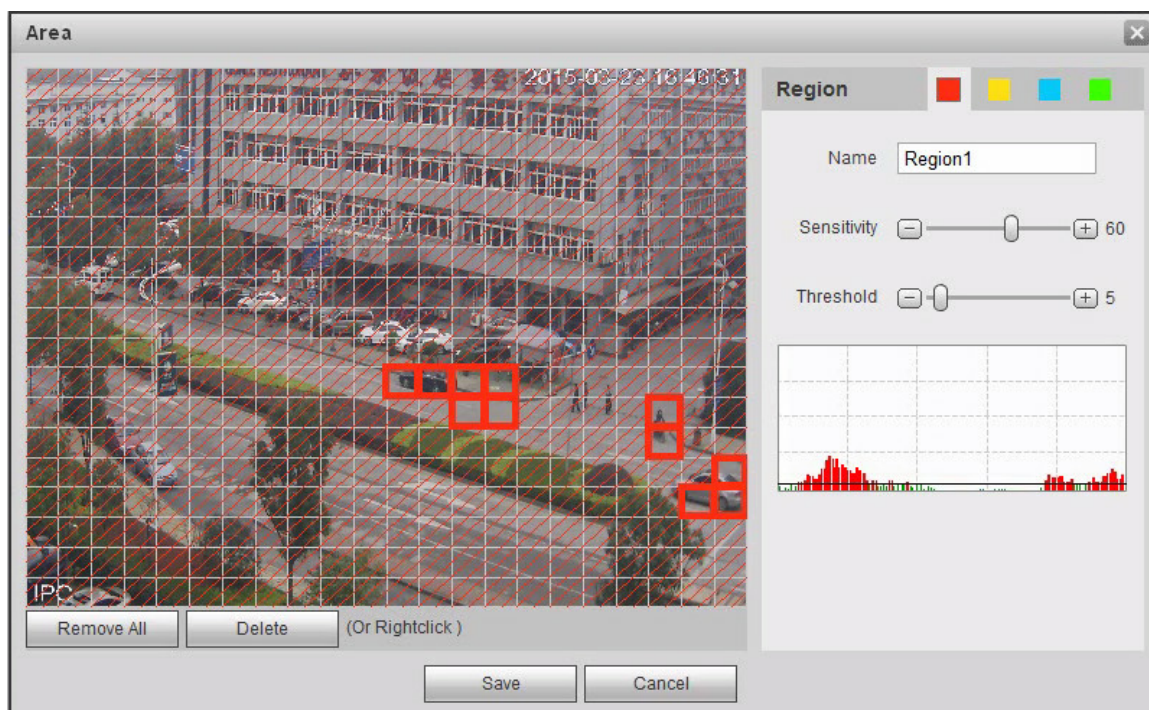 Area
2015-03-23 16:46:31
IPC
Remove All
Delete
(Or Rightclick )
Region
Name
Region1
Sensitivity
60
Threshold
5
Save
Cancel